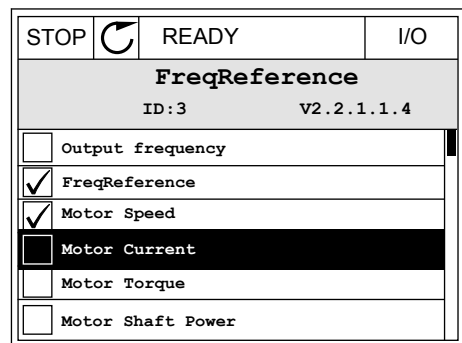 STOP READY I/O
FreqReference
ID:3 V2.2.1.1.4
Output frequency
FreqReference
Motor Speed
Motor Current
Motor Torque
Motor Shaft Power